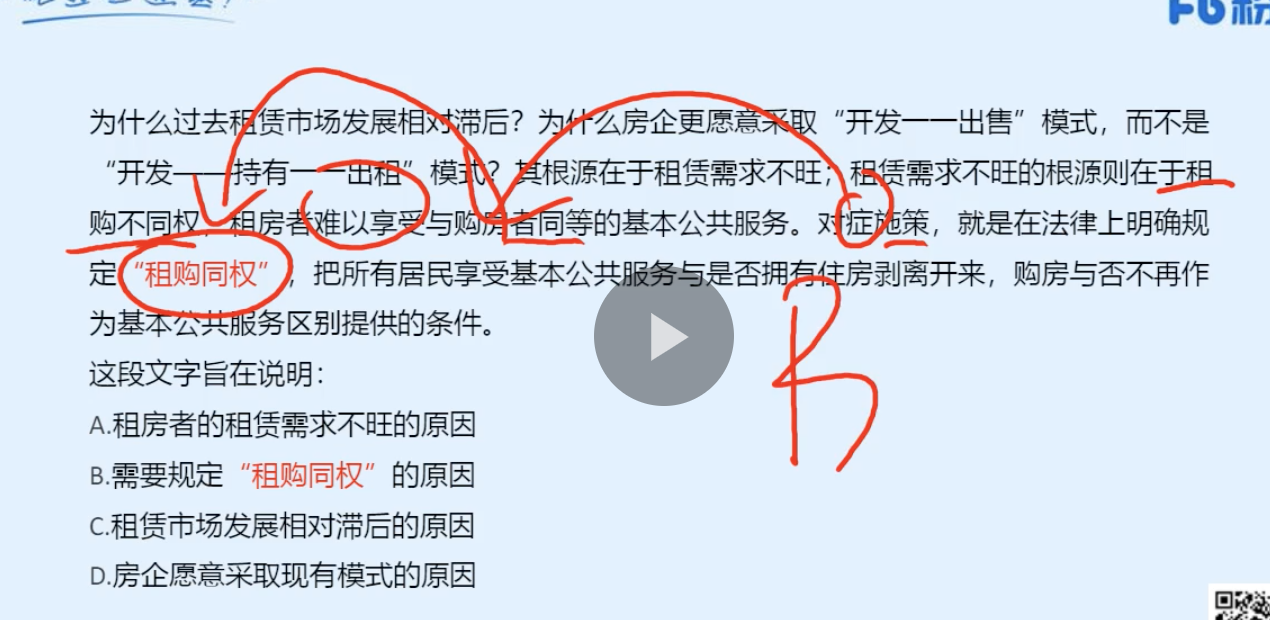 为什么过去租赁市场发展相对滞后？为什么房企更愿意采取“开发一一出售”模式，而不是
“开发——持有一一出租”模式？其根源在于租赁需求不旺；租赁需求不旺的根源则在于租
购不同权，租房者难以享受与购房者同等的基本公共服务。对症施策，就是在法律上明确规
定“租购同权”，把所有居民享受基本公共服务与是否拥有住房剥离开来，购房与否不再作
为基本公共服务区别提供的条件。
这段文字旨在说明：
A.租房者的租赁需求不旺的原因
B.需要规定“租购同权”的原因
C.租赁市场发展相对滞后的原因
D.房企愿意采取现有模式的原因
B